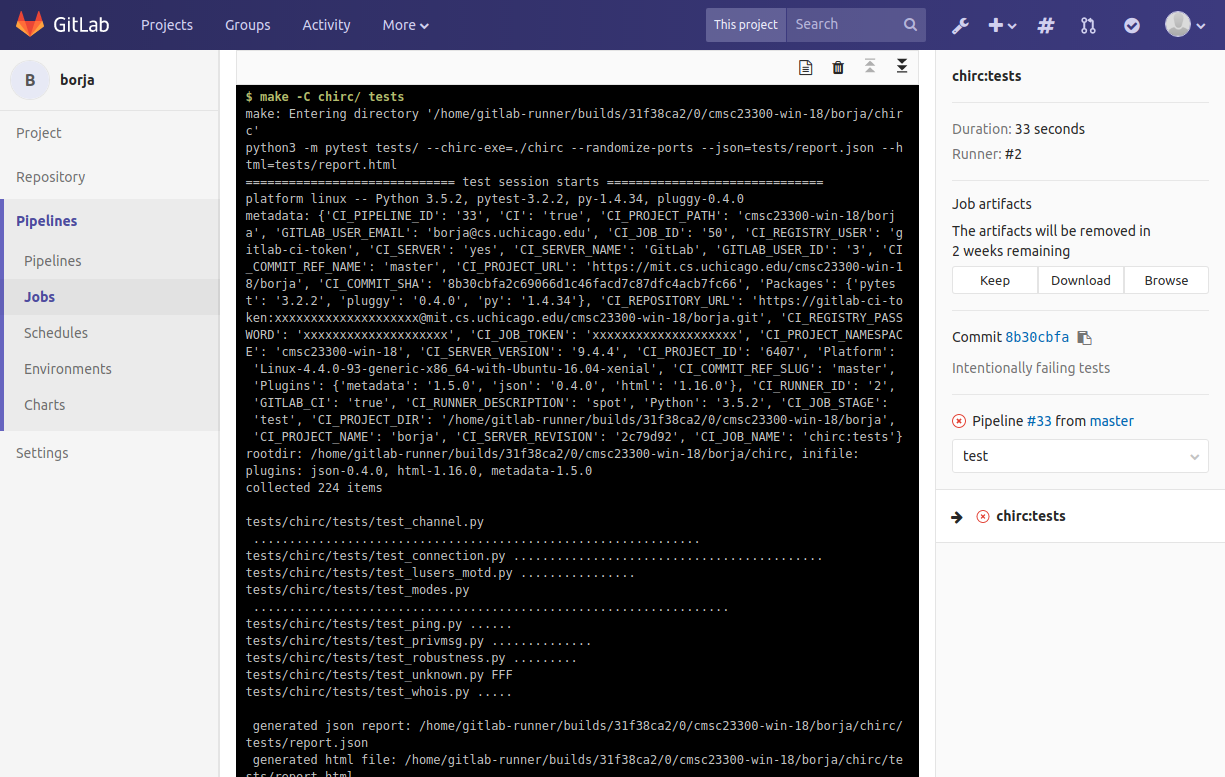 GitLab
Projects
Groups
Activity
More
This project
Search
B
borja
Project
Repository
Pipelines
Pipelines
Jobs
Schedules
Environments
Charts
Settings
$ make -C chirc/ tests
make: Entering directory '/home/gitlab-runner/builds/31f38ca2/0/cmsc23300-win-18/borja/chir
c'
python3 -m pytest tests/ --chirc-exe=./chirc --randomize-ports --json=tests/report.json --h
tml=tests/report.html
============================= test session starts ==============================
platform linux -- Python 3.5.2, pytest-3.2.2, py-1.4.34, pluggy-0.4.0
metadata: {'CI_PIPELINE_ID': '33', 'CI': 'true', 'CI_PROJECT_PATH': 'cmsc23300-win-18/borj
a', 'GITLAB_USER_EMAIL': 'borja@cs.uchicago.edu', 'CI_JOB_ID': '50', 'CI_REGISTRY_USER': 'g
itlab-ci-token', 'CI_SERVER': 'yes', 'CI_SERVER_NAME': 'GitLab', 'GITLAB_USER_ID': '3', 'CI
_COMMIT_REF_NAME': 'master', 'CI_PROJECT_URL': 'https://mit.cs.uchicago.edu/cmsc23300-win-1
8/borja', 'CI_COMMIT_SHA': '8b30cbfa2c69066d1c46facd7c87dfc4acb7fc66', 'Packages': {'pytes
t': '3.2.2', 'pluggy': '0.4.0', 'py': '1.4.34'}, 'CI_REPOSITORY_URL': 'https://gitlab-ci-to
ken:xxxxxxxxxxxxxxxxxxxx@mit.cs.uchicago.edu/cmsc23300-win-18/borja.git', 'CI_REGISTRY_PASS
WORD': 'xxxxxxxxxxxxxxxxxxxx', 'CI_JOB_TOKEN': 'xxxxxxxxxxxxxxxxxxxx', 'CI_PROJECT_NAMESPAC
E': 'cmsc23300-win-18', 'CI_SERVER_VERSION': '9.4.4', 'CI_PROJECT_ID': '6407', 'Platform':
'Linux-4.4.0-93-generic-x86_64-with-Ubuntu-16.04-xenial', 'CI_COMMIT_REF_SLUG': 'master',
'Plugins': {'metadata': '1.5.0', 'json': '0.4.0', 'html': '1.16.0'}, 'CI_RUNNER_ID': '2',
'GITLAB_CI': 'true', 'CI_RUNNER_DESCRIPTION': 'spot', 'Python': '3.5.2', 'CI_JOB_STAGE':
'test', 'CI_PROJECT_DIR': '/home/gitlab-runner/builds/31f38ca2/0/cmsc23300-win-18/borja',
'CI_PROJECT_NAME': 'borja', 'CI_SERVER_REVISION': '2c79d92', 'CI_JOB_NAME': 'chirc:tests'}
rootdir: /home/gitlab-runner/builds/31f38ca2/0/cmsc23300-win-18/borja/chirc, inifile:
plugins: json-0.4.0, html-1.16.0, metadata-1.5.0
collected 224 items
tests/chirc/tests/test_channel.py
..............................................................
tests/chirc/tests/test_connection.py ...........................................
tests/chirc/tests/test_lusers_motd.py ................
tests/chirc/tests/test_modes.py
..................................................................
tests/chirc/tests/test_ping.py ......
tests/chirc/tests/test_privmsg.py ..............
tests/chirc/tests/test_robustness.py .........
tests/chirc/tests/test_unknown.py FFF
tests/chirc/tests/test_whois.py .....
generated json report: /home/gitlab-runner/builds/31f38ca2/0/cmsc23300-win-18/borja/chirc/
tests/report.json
generated html file: /home/gitlab-runner/builds/31f38ca2/0/cmsc23300-win-18/borja/chirc/te
sts/report.html
chirc:tests
Duration: 33 seconds
Runner: #2
Job artifacts
The artifacts will be removed in
2 weeks remaining
Keep
Download
Browse
Commit 8b30cbfa
Intentionally failing tests
Pipeline #33 from master
test
chirc:tests